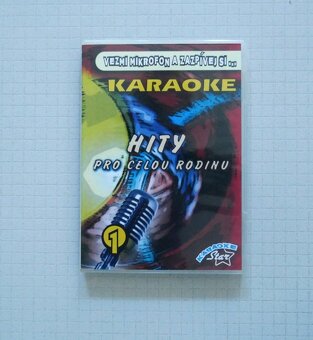 VEZMI MIKROFON A ZAZPÍVEJ SI ...
KARAOKE
HITY
PRO CELOU RODINU
1
KARAOKE
Star